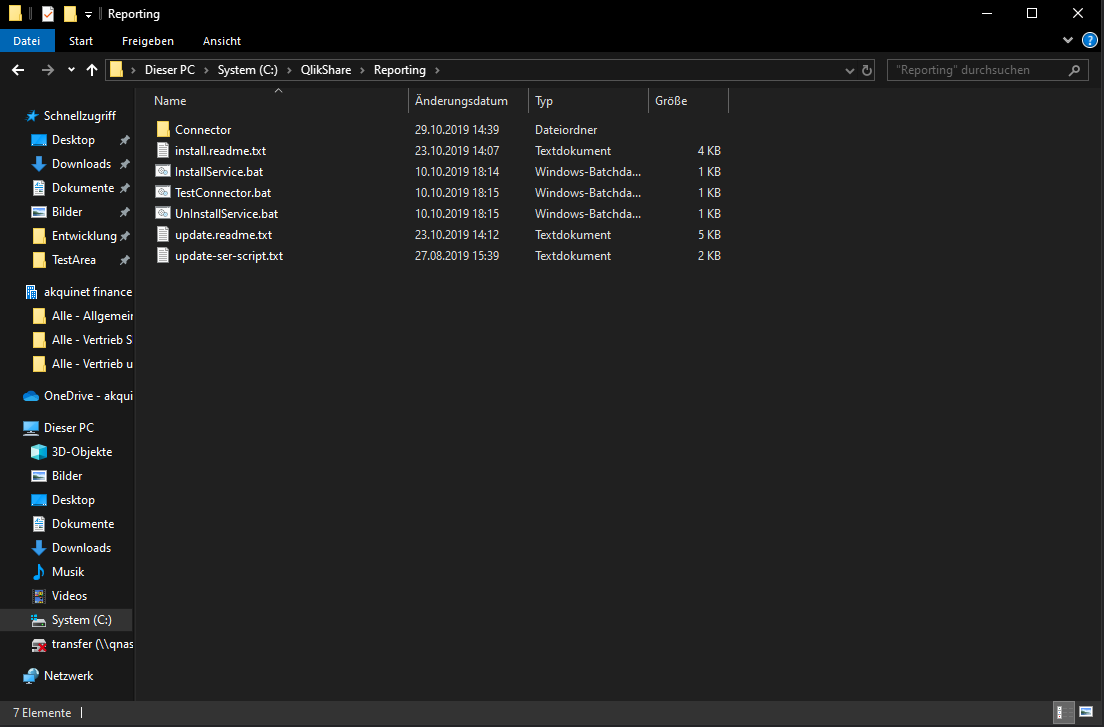 Reporting
Datei Start Freigeben Ansicht
Dieser PC System (C:) QlikShare Reporting "Reporting" durchsuchen
Name Änderungsdatum Typ Größe
Connector 29.10.2019 14:39 Dateiordner
install.readme.txt 23.10.2019 14:07 Textdokument 4 KB
InstallService.bat 10.10.2019 18:14 Windows-Batchda... 1 KB
TestConnector.bat 10.10.2019 18:15 Windows-Batchda... 1 KB
UnInstallService.bat 10.10.2019 18:15 Windows-Batchda... 1 KB
update.readme.txt 23.10.2019 14:12 Textdokument 5 KB
update-ser-script.txt 27.08.2019 15:39 Textdokument 2 KB
Schnellzugriff
Desktop
Downloads
Dokumente
Bilder
Entwicklung
TestArea
akquinet finance
Alle - Allgemein
Alle - Vertrieb S
Alle - Vertrieb u
OneDrive - akqui
Dieser PC
3D-Objekte
Bilder
Desktop
Dokumente
Downloads
Musik
Videos
System (C:)
transfer (\\qnas
Netzwerk
7 Elemente